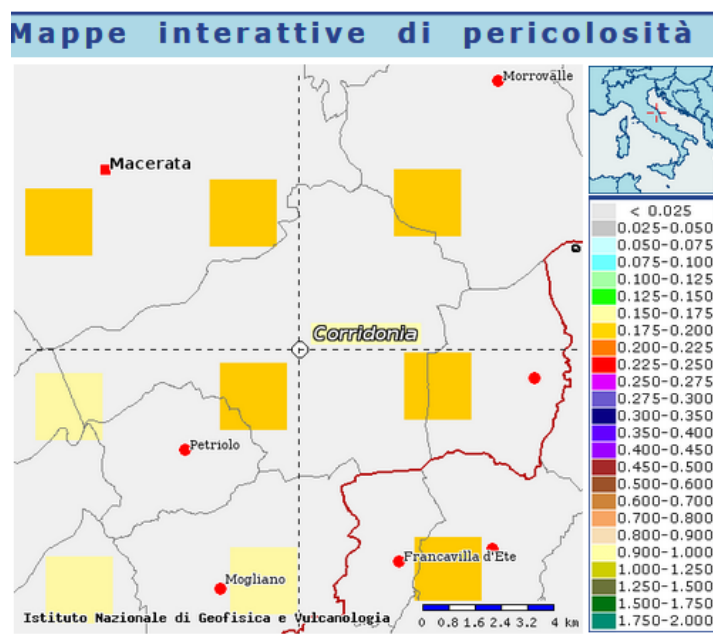 Mappe interattive di pericolosità
Morrovalle
Macerata
Corridonia
Petriolo
Francavilla d'Ete
Mogliano
Istituto Nazionale di Geofisica e Vulcanologia
0 0.8 1.6 2.4 3.2 4 km
< 0.025
0.025-0.050
0.050-0.075
0.075-0.100
0.100-0.125
0.125-0.150
0.150-0.175
0.175-0.200
0.200-0.225
0.225-0.250
0.250-0.275
0.275-0.300
0.300-0.350
0.350-0.400
0.400-0.450
0.450-0.500
0.500-0.600
0.600-0.700
0.700-0.800
0.800-0.900
0.900-1.000
1.000-1.250
1.250-1.500
1.500-1.750
1.750-2.000